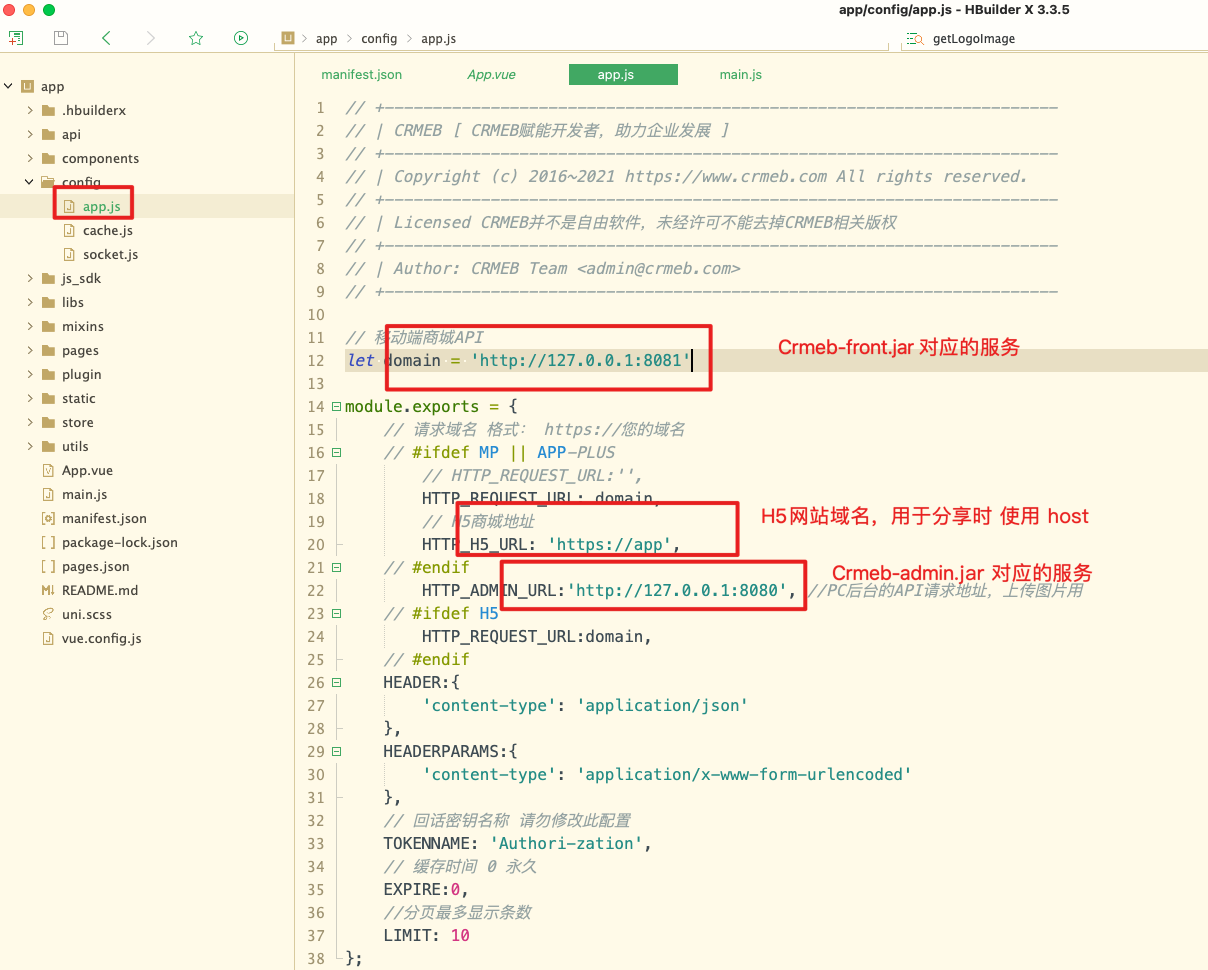 app/config/app.js - HBuilder X 3.3.5
app > config > app.js
getLogoImage
manifest.json
App.vue
app.js
main.js
app
.hbuilderx
api
components
config
app.js
cache.js
socket.js
js_sdk
libs
mixins
pages
plugin
static
store
utils
App.vue
main.js
manifest.json
package-lock.json
pages.json
README.md
uni.scss
vue.config.js
1 // +----------------------------------------------------------------------
2 // | CRMEB [ CRMEB赋能开发者，助力企业发展 ]
3 // +----------------------------------------------------------------------
4 // | Copyright (c) 2016~2021 https://www.crmeb.com All rights reserved.
5 // +----------------------------------------------------------------------
6 // | Licensed CRMEB并不是自由软件，未经许可不能去掉CRMEB相关版权
7 // +----------------------------------------------------------------------
8 // | Author: CRMEB Team <admin@crmeb.com>
9 // +----------------------------------------------------------------------
10
11 // 移动端商城API
12 let domain = 'http://127.0.0.1:8081'
Crmeb-front.jar 对应的服务
13
14 module.exports = {
15 // 请求域名 格式： https://您的域名
16 // #ifdef MP || APP-PLUS
17 // HTTP_REQUEST_URL:'',
18 HTTP_REQUEST_URL: domain,
19 // H5商城地址
H5网站域名，用于分享时 使用 host
20 HTTP_H5_URL: 'https://app',
21 // #endif
Crmeb-admin.jar 对应的服务
22 HTTP_ADMIN_URL:'http://127.0.0.1:8080', //PC后台的API请求地址，上传图片用
23 // #ifdef H5
24 HTTP_REQUEST_URL:domain,
25 // #endif
26 HEADER:{
27 'content-type': 'application/json'
28 },
29 HEADERPARAMS:{
30 'content-type': 'application/x-www-form-urlencoded'
31 },
32 // 回话密钥名称 请勿修改此配置
33 TOKENNAME: 'Authori-zation',
34 // 缓存时间 0 永久
35 EXPIRE:0,
36 //分页最多显示条数
37 LIMIT: 10
38 };